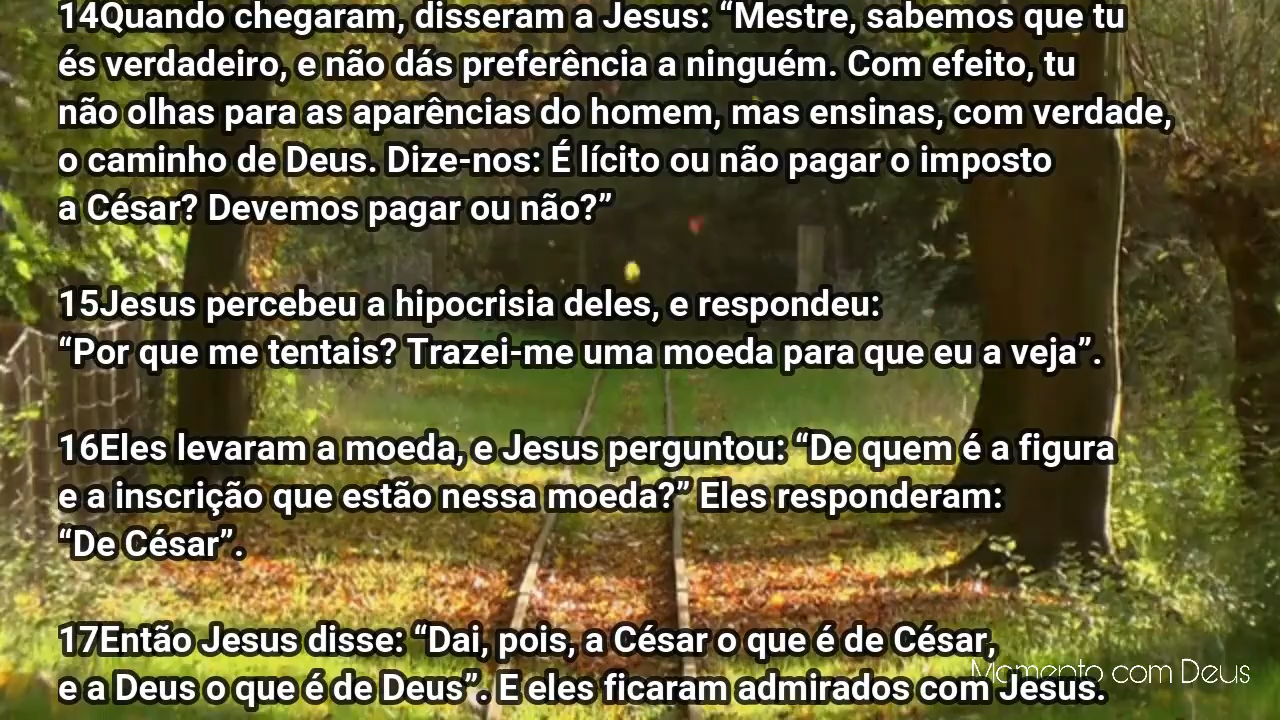 14Quando chegaram, disseram a Jesus: “Mestre, sabemos que tu
és verdadeiro, e não dás preferência a ninguém. Com efeito, tu
não olhas para as aparências do homem, mas ensinas, com verdade,
o caminho de Deus. Dize-nos: É lícito ou não pagar o imposto
a César? Devemos pagar ou não?”
15Jesus percebeu a hipocrisia deles, e respondeu:
“Por que me tentais? Trazei-me uma moeda para que eu a veja”.
16Eles levaram a moeda, e Jesus perguntou: “De quem é a figura
e a inscrição que estão nessa moeda?” Eles responderam:
“De César”.
17Então Jesus disse: “Dai, pois, a César o que é de César,
e a Deus o que é de Deus”. E eles ficaram admirados com Jesus.
Momento com Deus